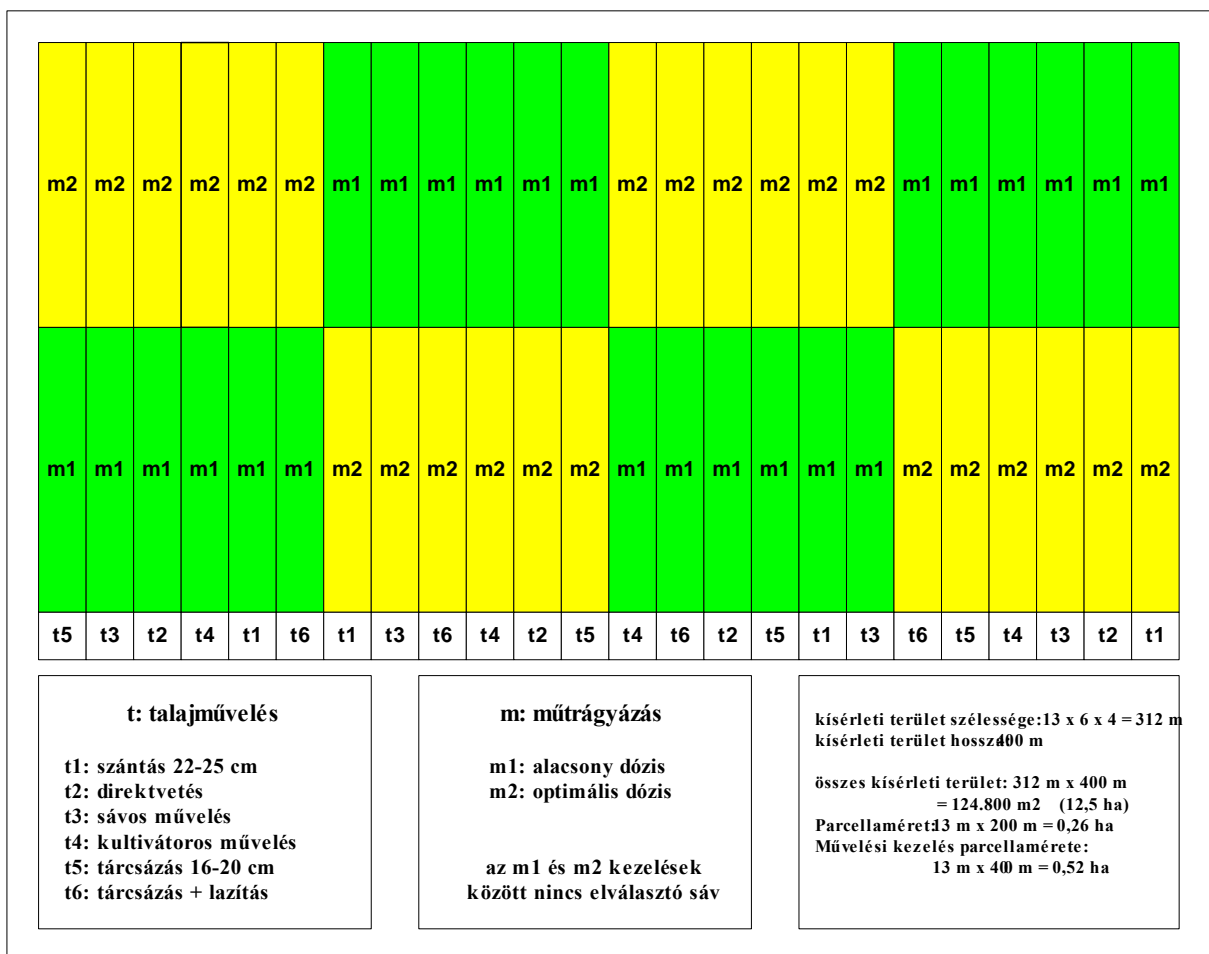 m2 m2 m2 m2 m2 m2 m1 m1 m1 m1 m1 m1 m2 m2 m2 m2 m2 m2 m1 m1 m1 m1 m1 m1
m1 m1 m1 m1 m1 m1 m2 m2 m2 m2 m2 m2 m1 m1 m1 m1 m1 m1 m2 m2 m2 m2 m2 m2
t5 t3 t2 t4 t1 t6 t1 t3 t6 t4 t2 t5 t4 t6 t2 t5 t1 t3 t6 t5 t4 t3 t2 t1
t: talajművelés
t1: szántás 22-25 cm
t2: direktvetés
t3: sávos művelés
t4: kultivátoros művelés
t5: tárcsázás 16-20 cm
t6: tárcsázás + lazítás
m: műtrágyázás
m1: alacsony dózis
m2: optimális dózis
az m1 és m2 kezelések
között nincs elválasztó sáv
kísérleti terület szélessége:13 x 6 x 4 = 312 m
kísérleti terület hossza:400 m
összes kísérleti terület: 312 m x 400 m
= 124.800 m2 (12,5 ha)
Parcellaméret:13 m x 200 m = 0,26 ha
Művelési kezelés parcellamérete:
13 m x 400 m = 0,52 ha